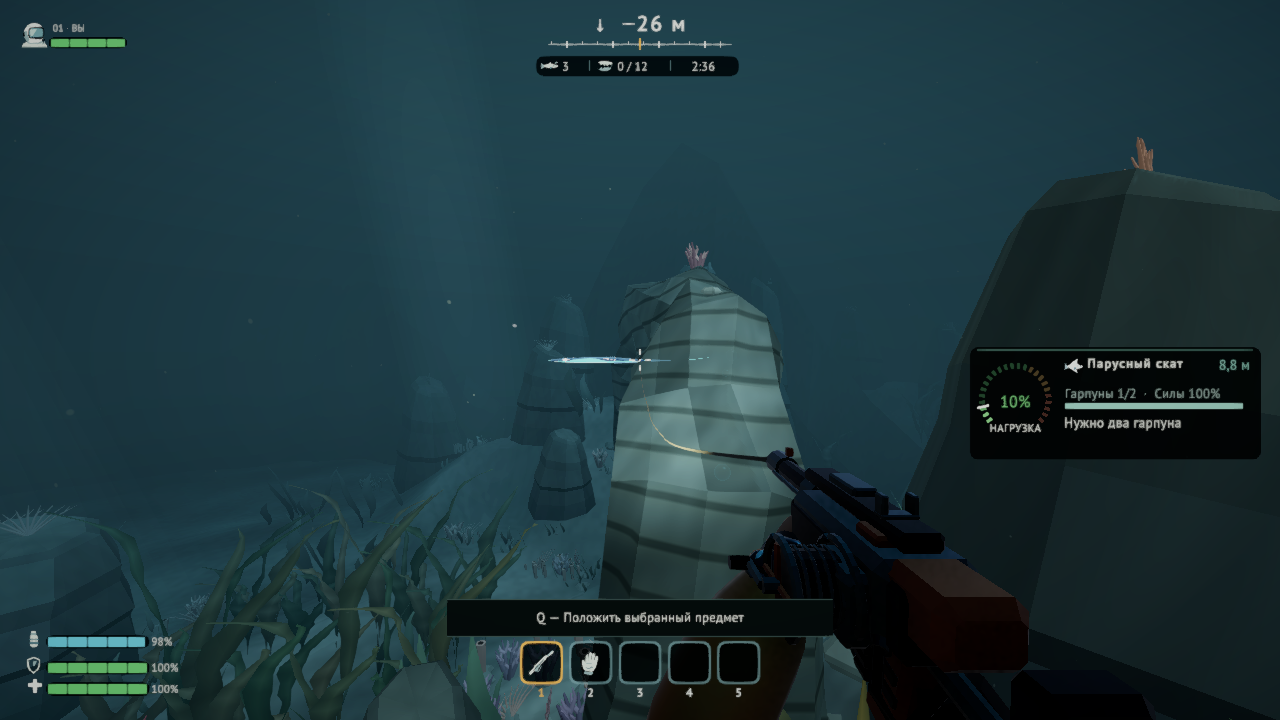 01 · ВЫ
↓ −26 м
3 | 0/12 | 2:36
Парусный скат 8,8 м
10%
НАГРУЗКА
Гарпуны 1/2 · Силы 100%
Нужно два гарпуна
98%
100%
100%
Q — Положить выбранный предмет
1 2 3 4 5